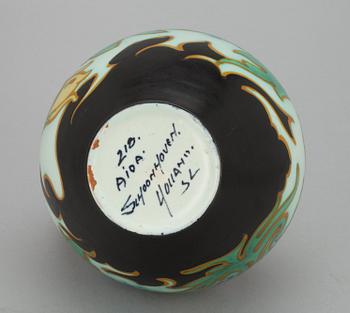 218.
AIDA.
SCHOONHOVEN.
HOLLAND.
SL